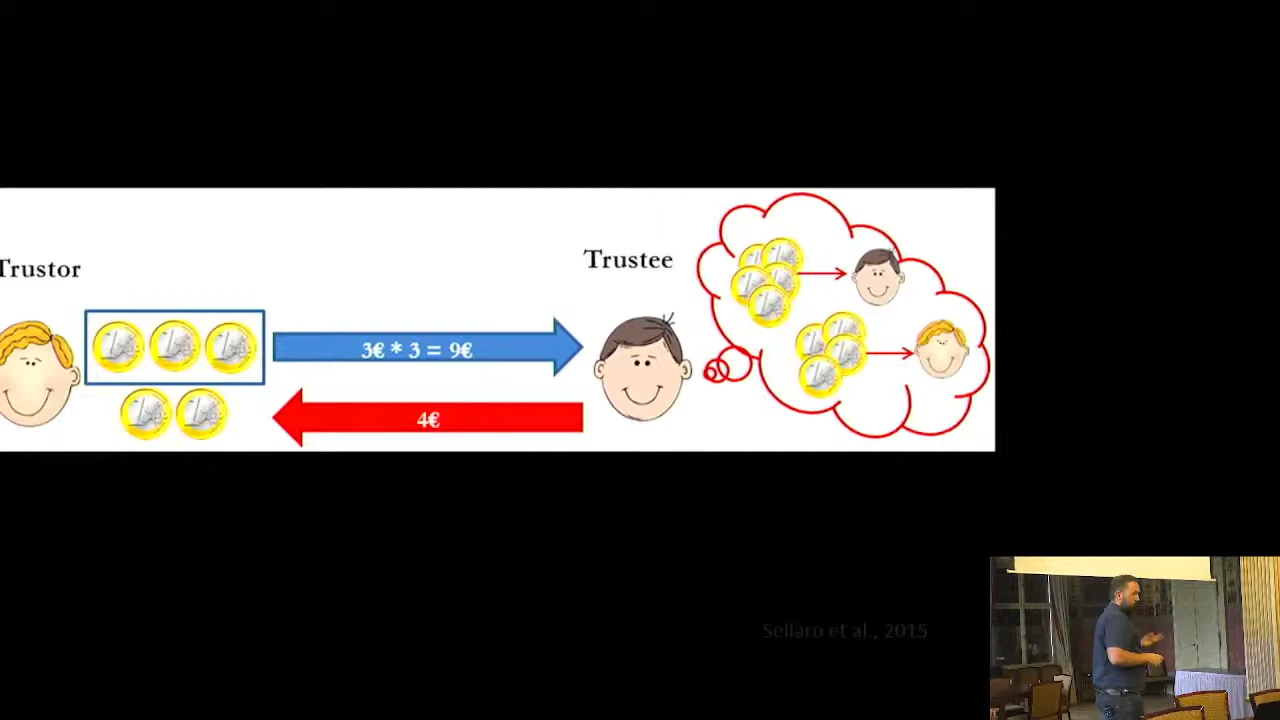 Trustor
Trustee
3€ * 3 = 9€
4€
Sellaro et al., 2015